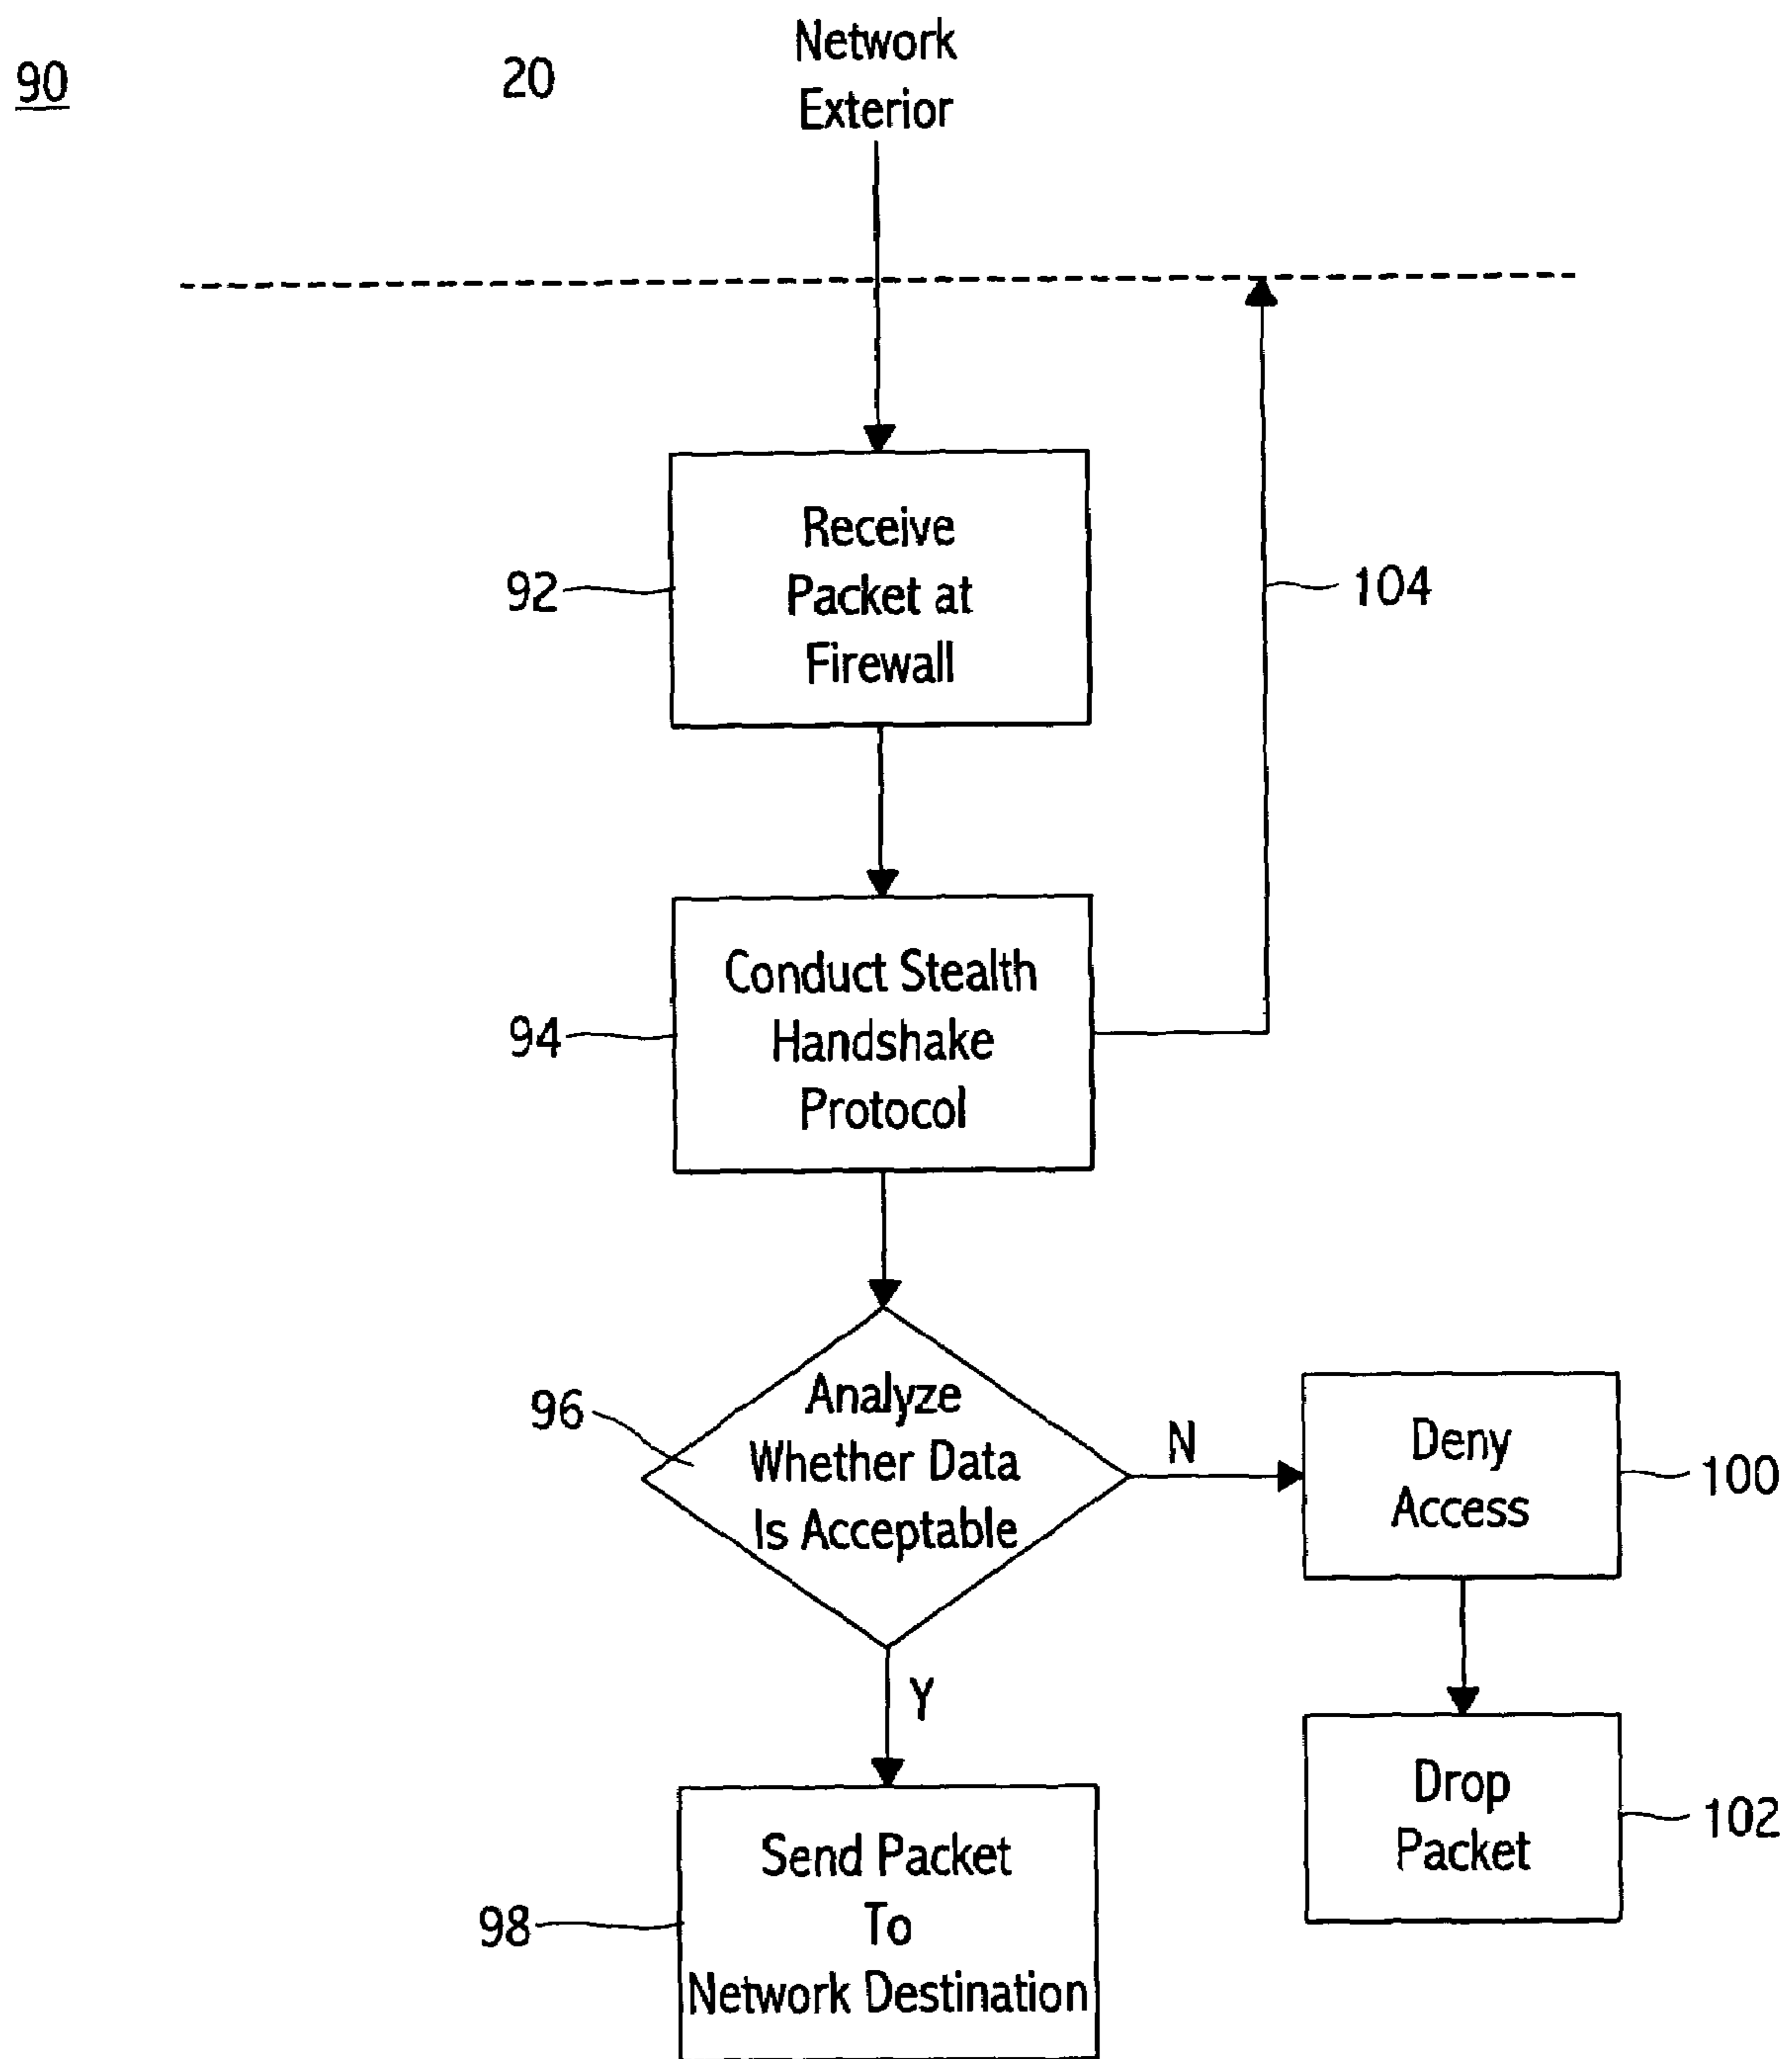 90
20
Network
Exterior
Receive
Packet at
Firewall
92
104
Conduct Stealth
Handshake
Protocol
94
Analyze
Whether Data
Is Acceptable
96
N
Deny
Access
100
Y
Drop
Packet
102
Send Packet
To
Network Destination
98